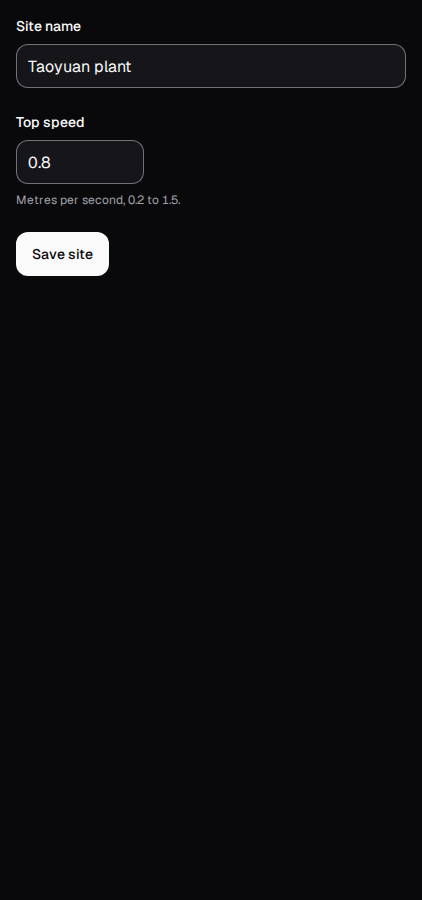 Site name
Taoyuan plant
Top speed
0.8
Metres per second, 0.2 to 1.5.
Save site